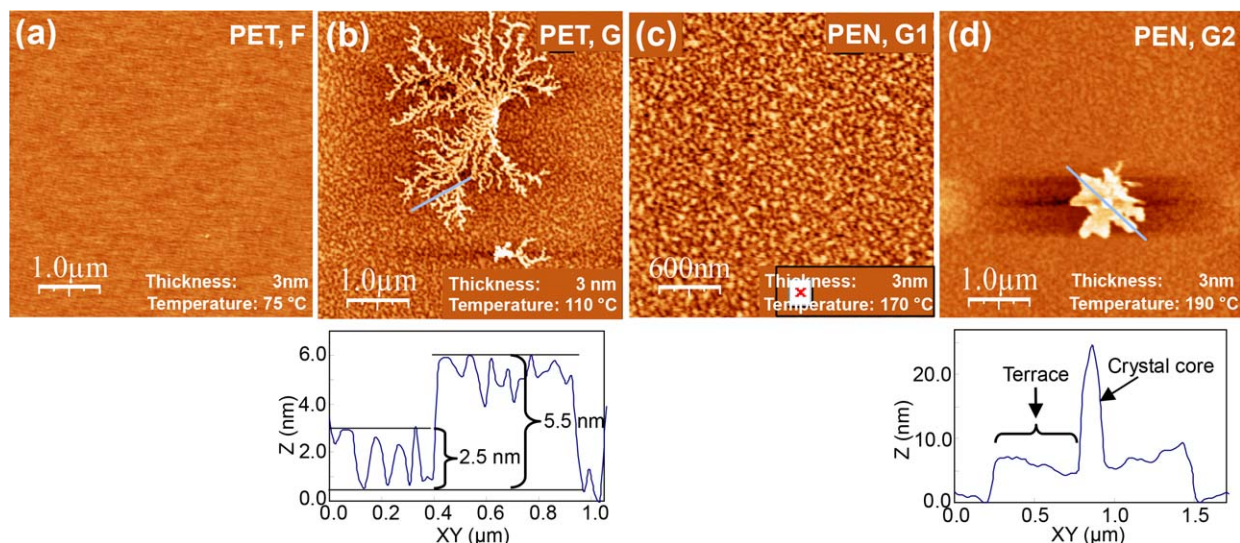 (a) PET, F
1.0µm
Thickness: 3nm
Temperature: 75 °C
(b) PET, G
1.0µm
Thickness: 3 nm
Temperature: 110 °C
(c) PEN, G1
600nm
Thickness: 3nm
Temperature: 170 °C
(d) PEN, G2
1.0µm
Thickness: 3nm
Temperature: 190 °C
Z (nm)
6.0
4.0
2.0
0.0
2.5 nm
5.5 nm
0.0 0.2 0.4 0.6 0.8 1.0
XY (µm)
Z (nm)
20.0
10.0
0.0
Terrace
Crystal core
0.0 0.5 1.0 1.5
XY (µm)